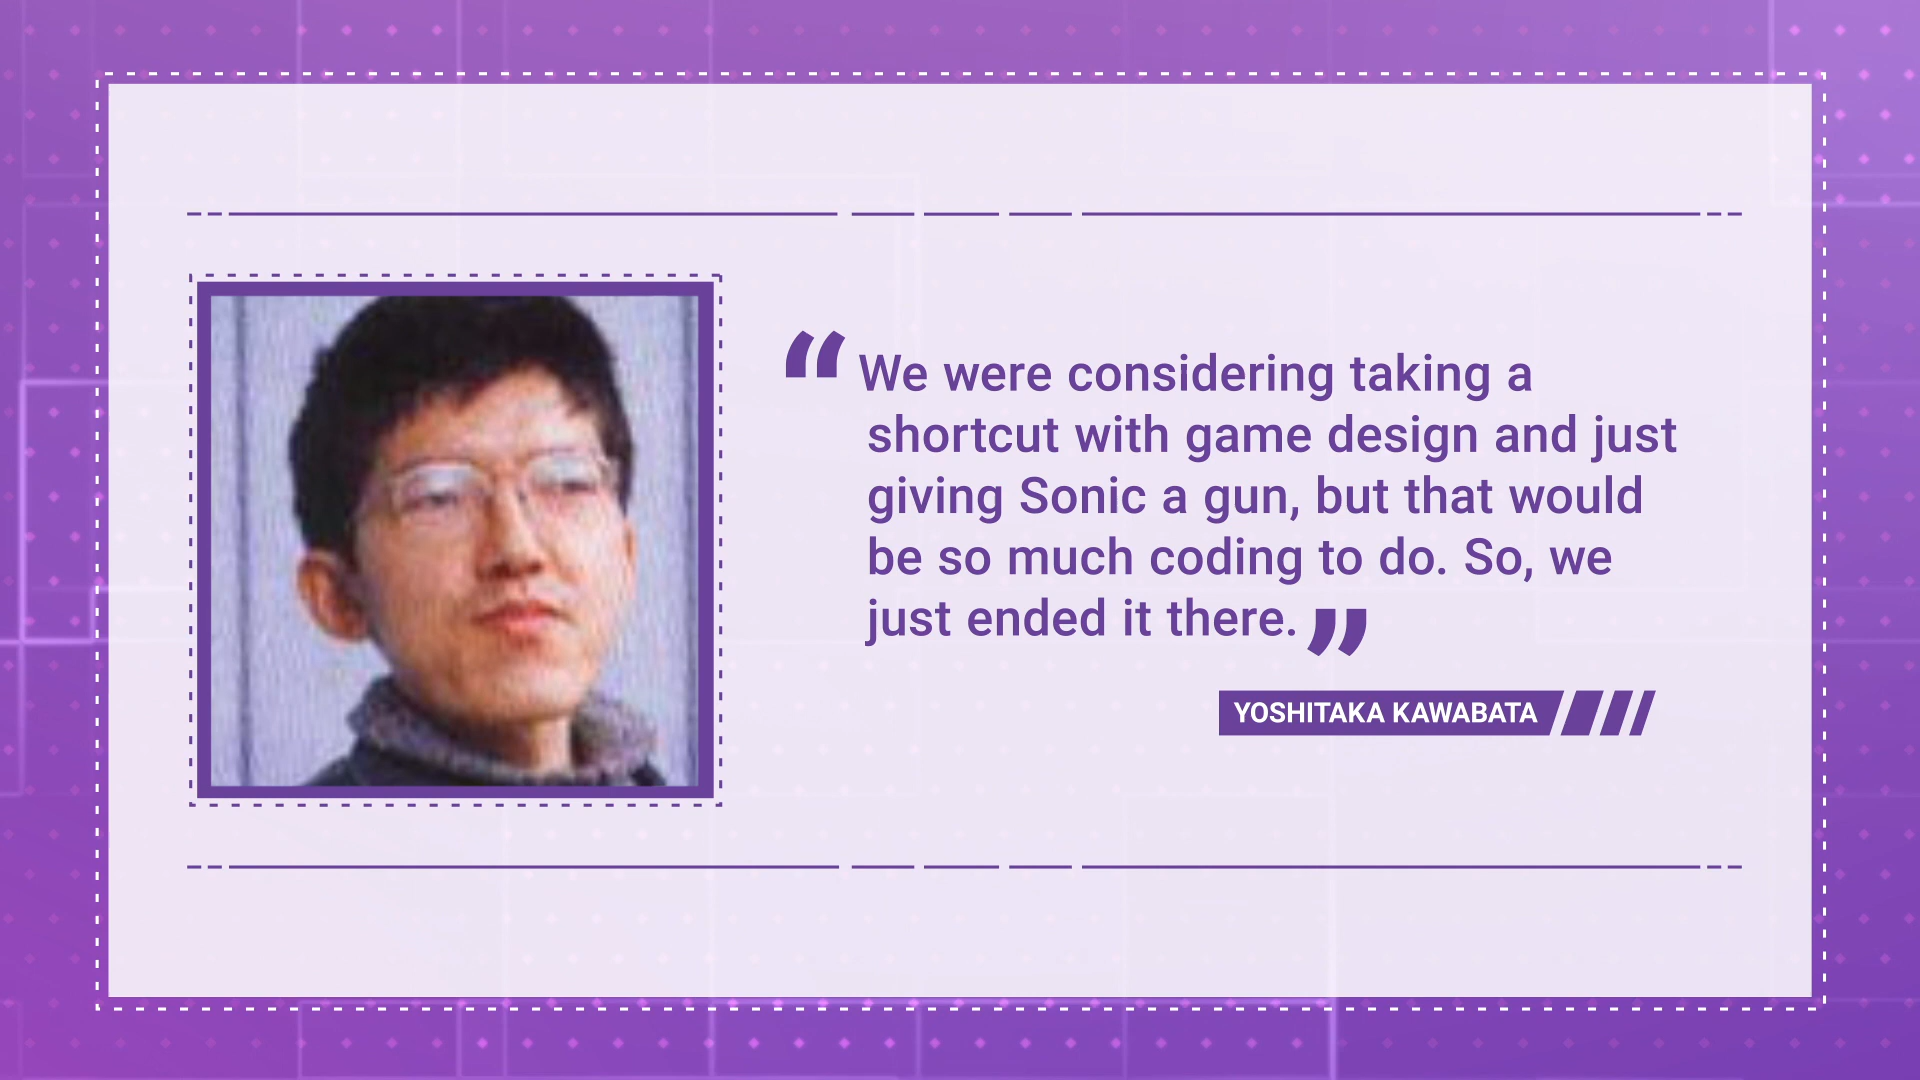 “We were considering taking a
shortcut with game design and just
giving Sonic a gun, but that would
be so much coding to do. So, we
just ended it there.”
YOSHITAKA KAWABATA